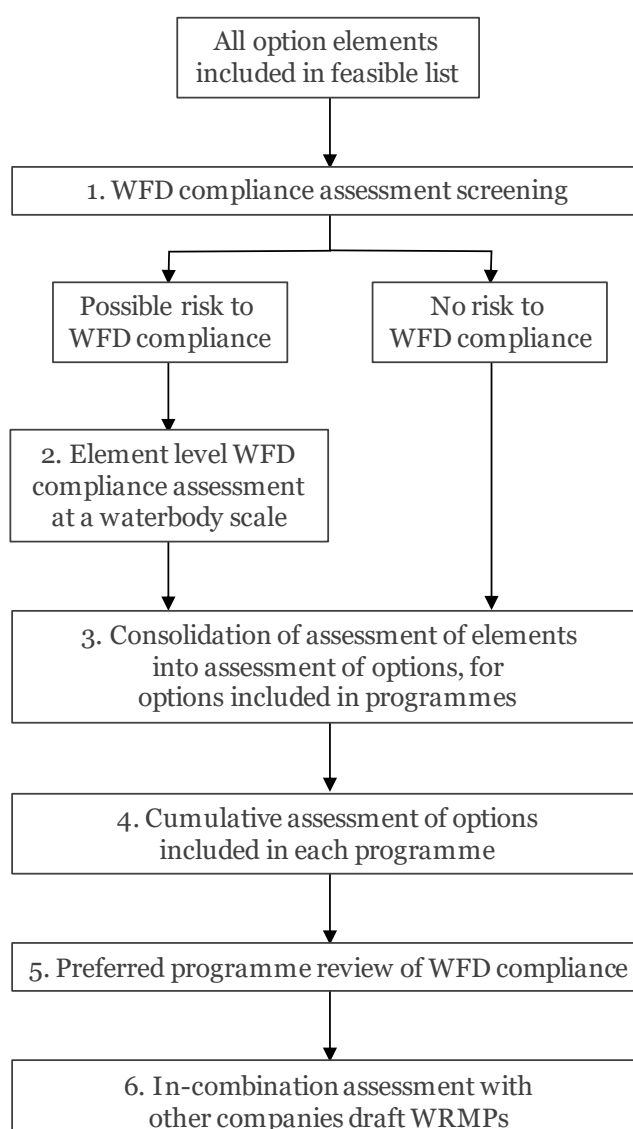 All option elements
included in feasible list
1. WFD compliance assessment screening
Possible risk to
WFD compliance
No risk to
WFD compliance
2. Element level WFD
compliance assessment
at a waterbody scale
3. Consolidation of assessment of elements
into assessment of options, for
options included in programmes
4. Cumulative assessment of options
included in each programme
5. Preferred programme review of WFD compliance
6. In-combination assessment with
other companies draft WRMPs